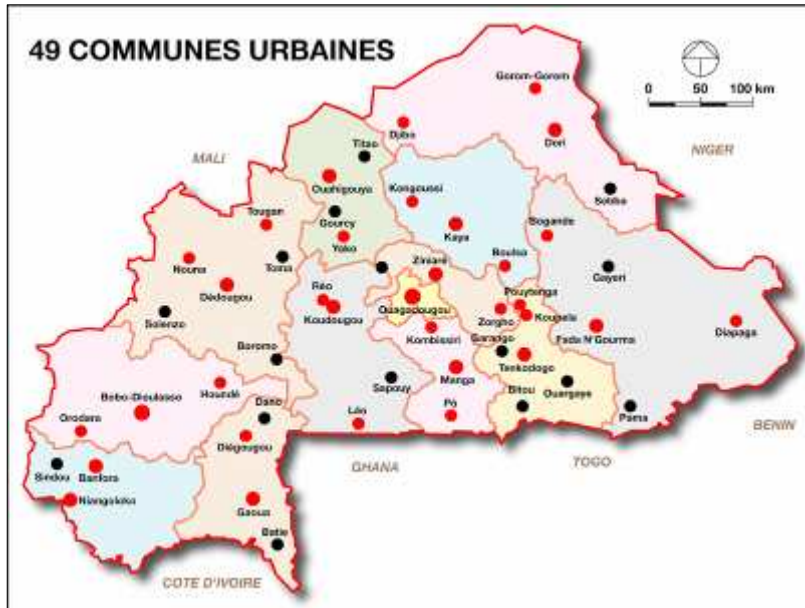 49 COMMUNES URBAINES
0 50 100 km
MALI
NIGER
BENIN
TOGO
GHANA
COTE D'IVOIRE
Gorom-Gorom
Djibo
Dori
Titao
Ouahigouya
Kongoussi
Sebba
Gourcy
Tougan
Yako
Kaya
Bogande
Nouna
Toma
Ziniaré
Boulsa
Gayeri
Dédougou
Réo
Koudougou
Ouagadougou
Pouytenga
Zorgho
Koupela
Solenzo
Kombissiri
Garango
Fada N'Gourma
Diapaga
Boromo
Tenkodogo
Manga
Sapouy
Bitou
Ouargaye
Houndé
Bobo-Dioulasso
Dano
Pô
Pama
Orodara
Léo
Diégougou
Sindou
Banfora
Niangoloko
Gaoua
Batie